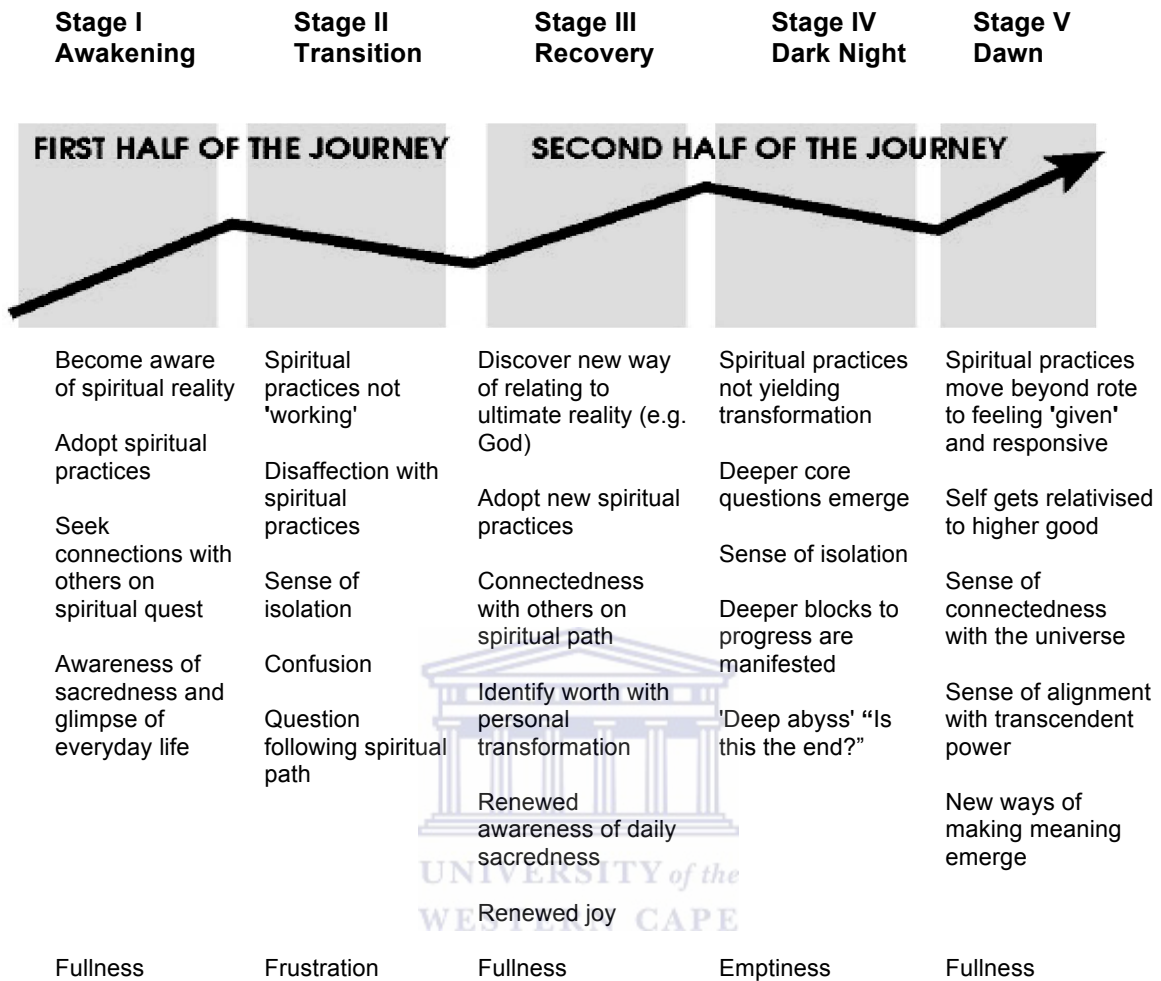 Stage I
Awakening
Stage II
Transition
Stage III
Recovery
Stage IV
Dark Night
Stage V
Dawn
FIRST HALF OF THE JOURNEY
SECOND HALF OF THE JOURNEY
Become aware
of spiritual reality
Adopt spiritual
practices
Seek
connections with
others on
spiritual quest
Awareness of
sacredness and
glimpse of
everyday life
Fullness
Spiritual
practices not
'working'
Disaffection with
spiritual
practices
Sense of
isolation
Confusion
Question
following spiritual
path
Frustration
Discover new way
of relating to
ultimate reality (e.g.
God)
Adopt new spiritual
practices
Connectedness
with others on
spiritual path
Identify worth with
personal
transformation
Renewed
awareness of daily
sacredness
Renewed joy
Fullness
Spiritual practices
not yielding
transformation
Deeper core
questions emerge
Sense of isolation
Deeper blocks to
progress are
manifested
'Deep abyss' “Is
this the end?”
Emptiness
Spiritual practices
move beyond rote
to feeling 'given'
and responsive
Self gets relativised
to higher good
Sense of
connectedness
with the universe
Sense of alignment
with transcendent
power
New ways of
making meaning
emerge
Fullness
UNIVERSITY of the
WESTERN CAPE